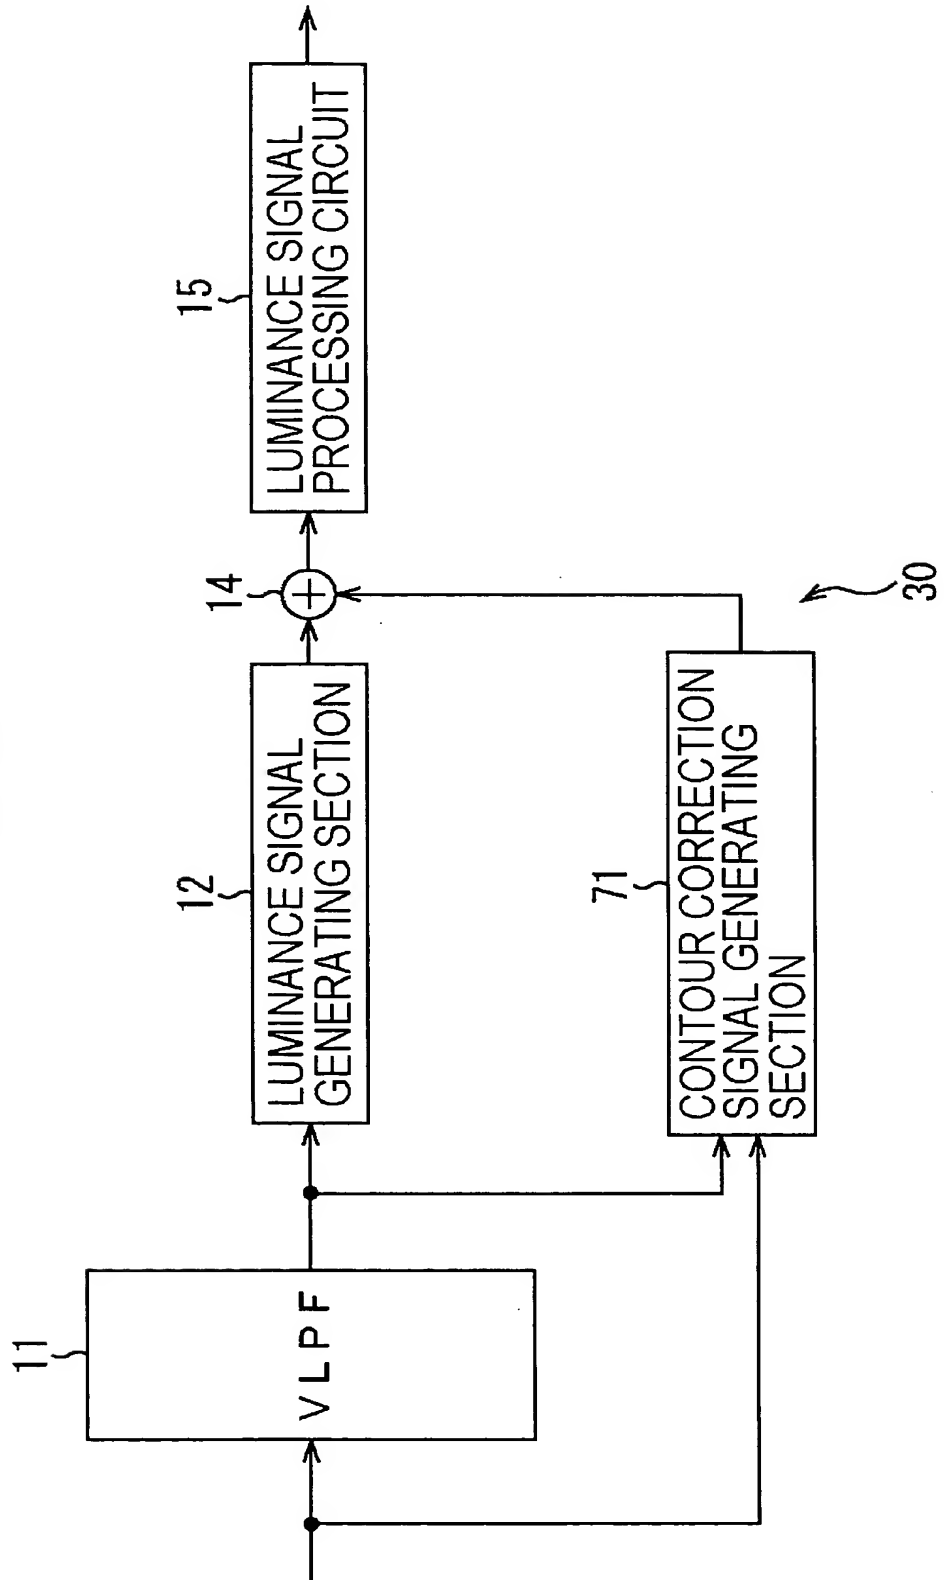 11
VLPF
12
LUMINANCE SIGNAL
GENERATING SECTION
14
+
15
LUMINANCE SIGNAL
PROCESSING CIRCUIT
71
CONTOUR CORRECTION
SIGNAL GENERATING
SECTION
30